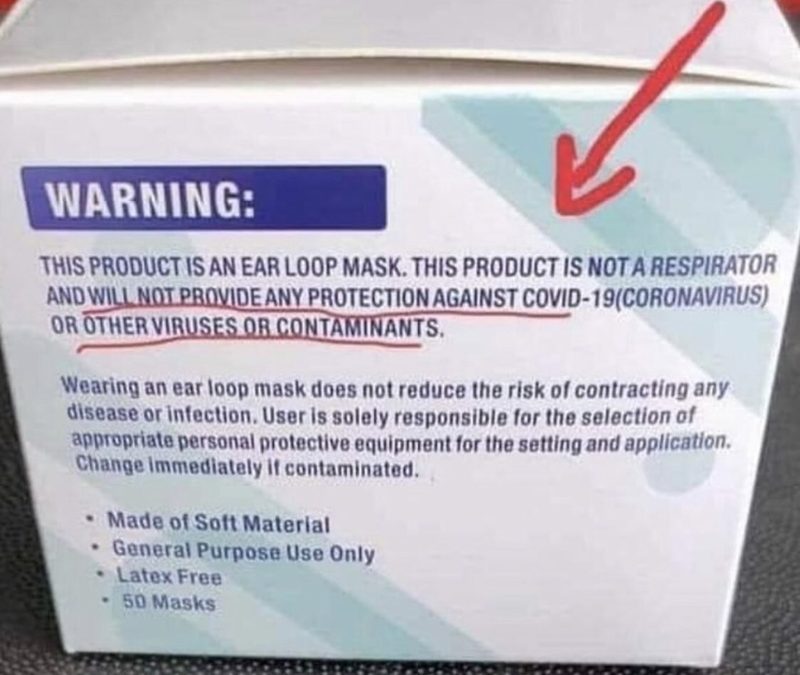 WARNING:
THIS PRODUCT IS AN EAR LOOP MASK. THIS PRODUCT IS NOT A RESPIRATOR
AND WILL NOT PROVIDE ANY PROTECTION AGAINST COVID-19(CORONAVIRUS)
OR OTHER VIRUSES OR CONTAMINANTS.
Wearing an ear loop mask does not reduce the risk of contracting any
disease or infection. User is solely responsible for the selection of
appropriate personal protective equipment for the setting and application.
Change immediately if contaminated.
• Made of Soft Material
• General Purpose Use Only
• Latex Free
• 50 Masks